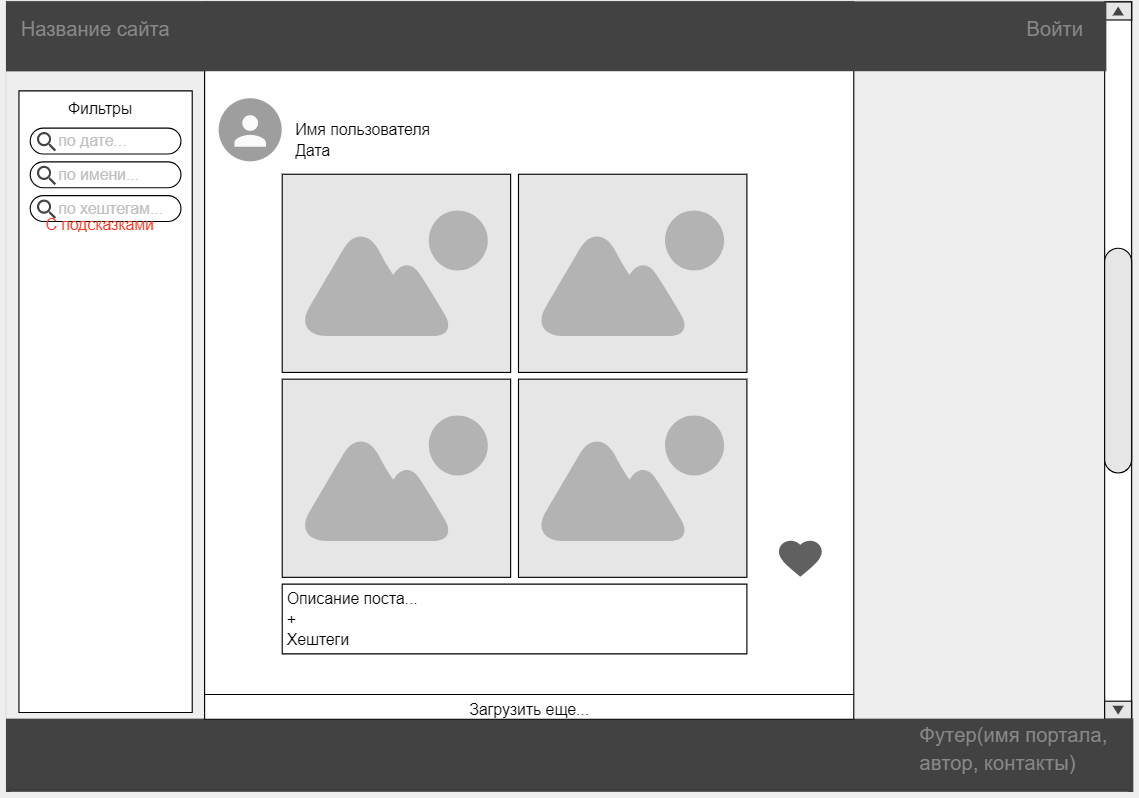 Название сайта
Войти
Фильтры
по дате...
по имени...
по хештегам...
С подсказками
Имя пользователя
Дата
Описание поста...
+
Хештеги
Загрузить еще...
Футер(имя портала,
автор, контакты)